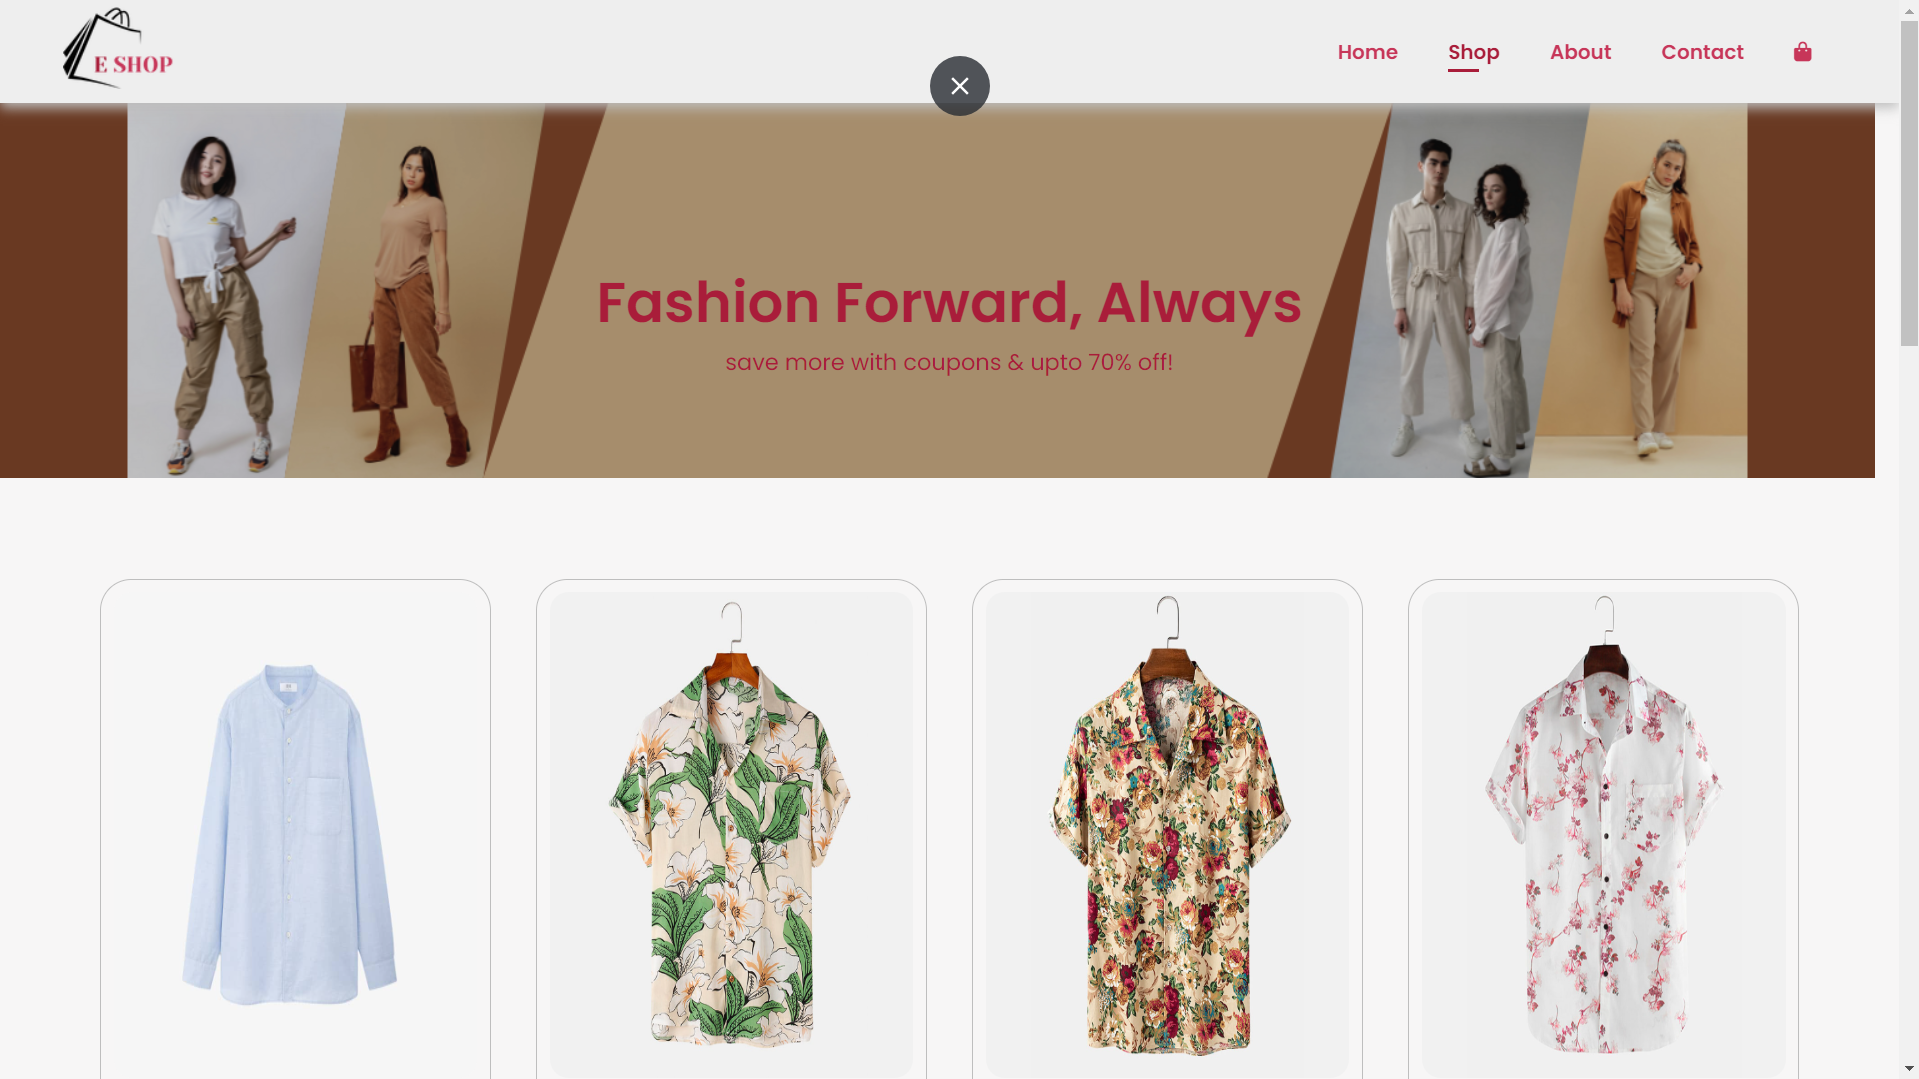 E SHOP
Home Shop About Contact
Fashion Forward, Always
save more with coupons & upto 70% off!